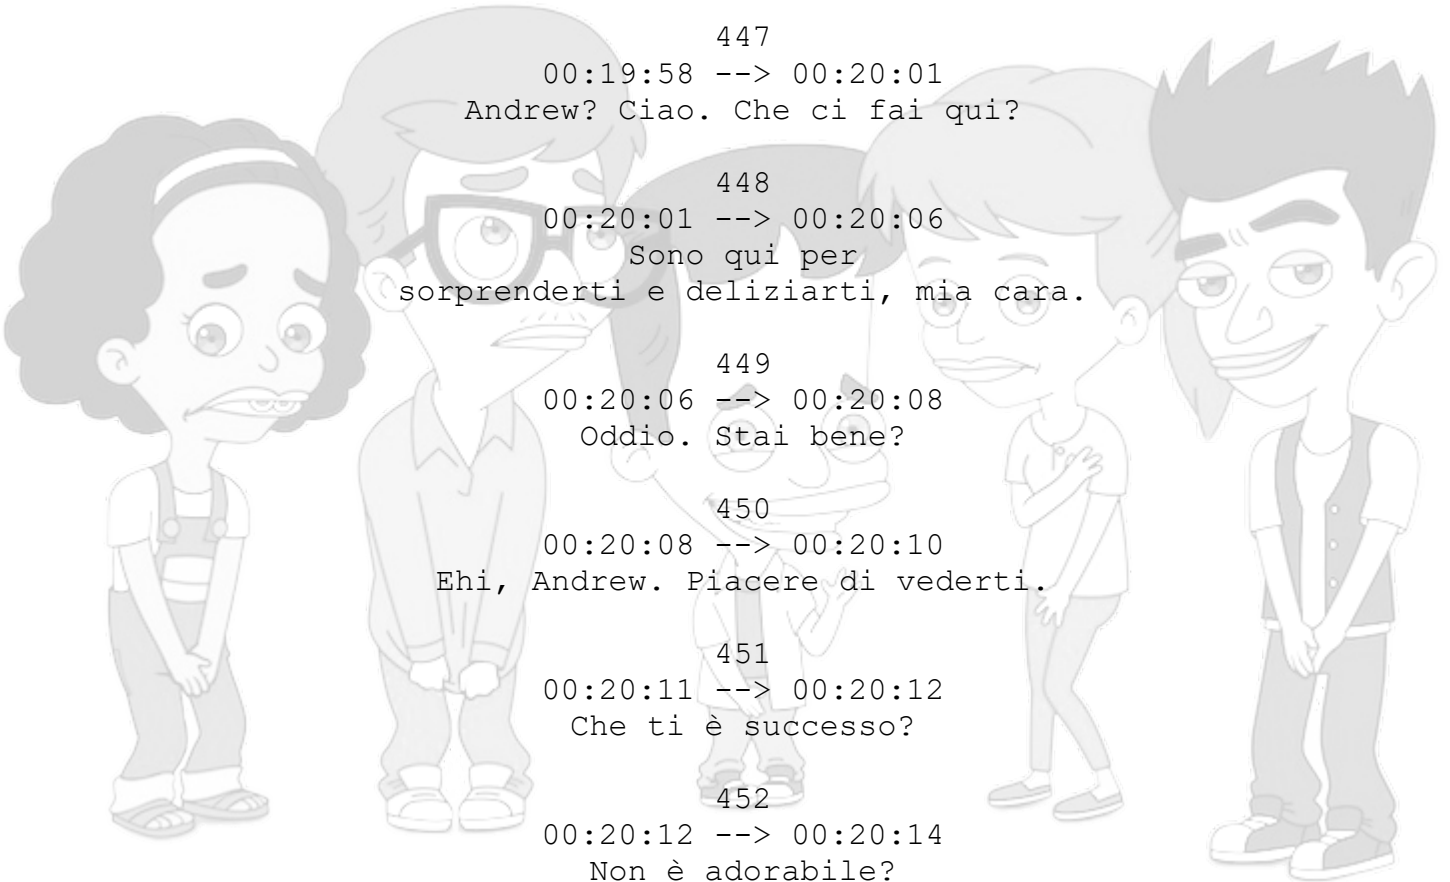 447
00:19:58 --> 00:20:01
Andrew? Ciao. Che ci fai qui?
448
00:20:01 --> 00:20:06
Sono qui per
sorprenderti e deliziarti, mia cara.
449
00:20:06 --> 00:20:08
Oddio. Stai bene?
450
00:20:08 --> 00:20:10
Ehi, Andrew. Piacere di vederti.
451
00:20:11 --> 00:20:12
Che ti è successo?
452
00:20:12 --> 00:20:14
Non è adorabile?